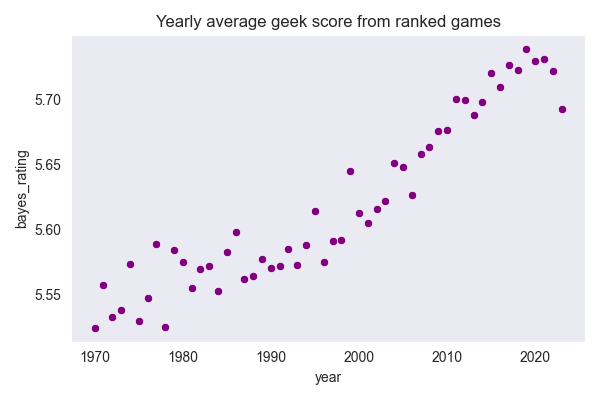 Yearly average geek score from ranked games
5.70
5.65
5.60
5.55
bayes_rating
1970 1980 1990 2000 2010 2020
year